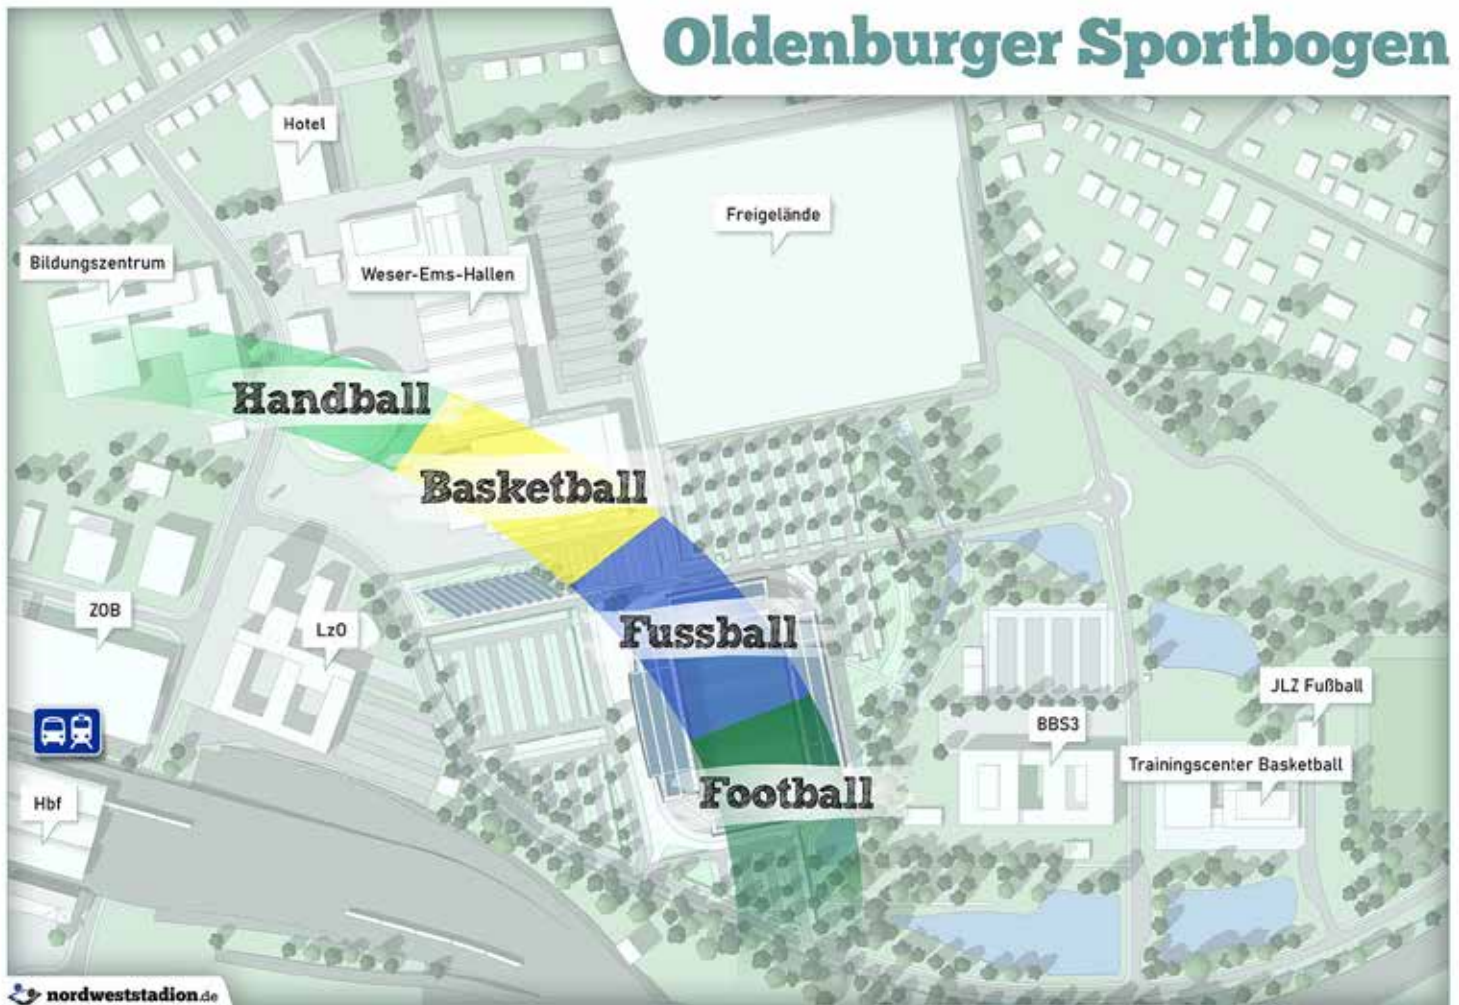 Oldenburger Sportbogen
Hotel
Freigelände
Bildungszentrum
Weser-Ems-Hallen
Handball
Basketball
ZOB
LzO
Fussball
JLZ Fußball
BBS3
Trainingscenter Basketball
Football
Hbf
nordweststadion.de